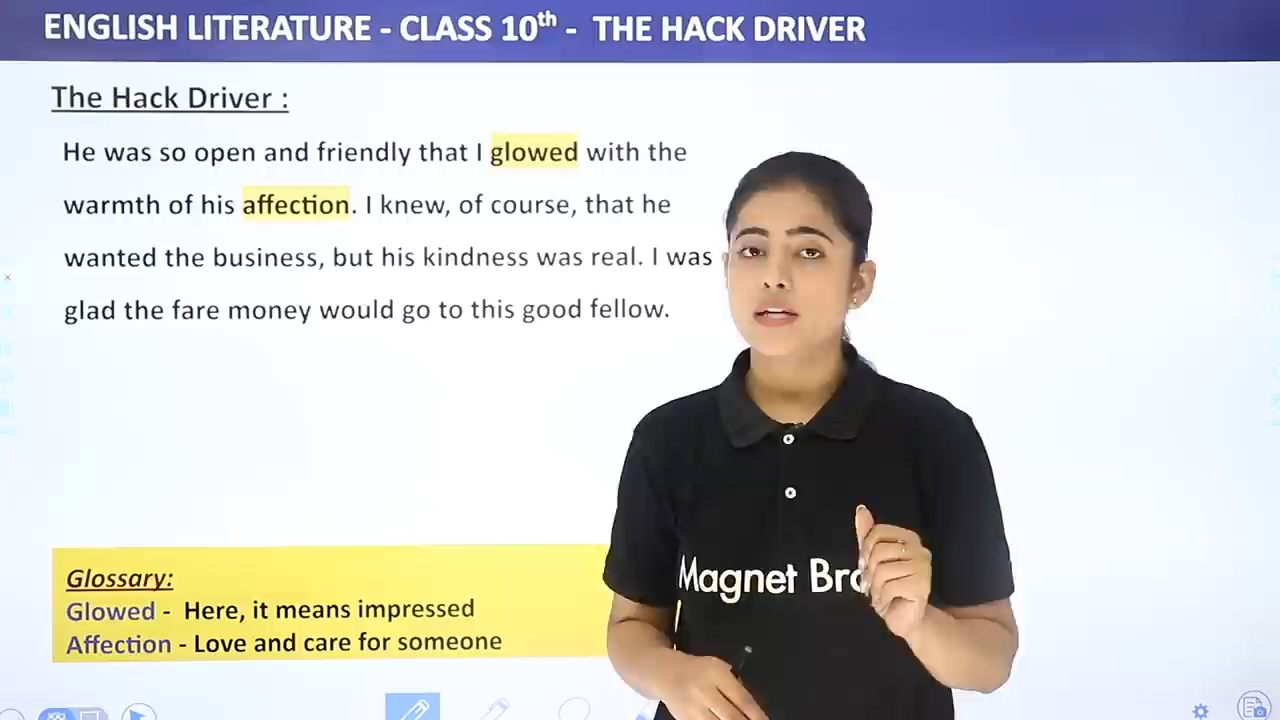 ENGLISH LITERATURE - CLASS 10th - THE HACK DRIVER
The Hack Driver :
He was so open and friendly that I glowed with the
warmth of his affection. I knew, of course, that he
wanted the business, but his kindness was real. I was
glad the fare money would go to this good fellow.
Magnet Bra
Glossary:
Glowed - Here, it means impressed
Affection - Love and care for someone